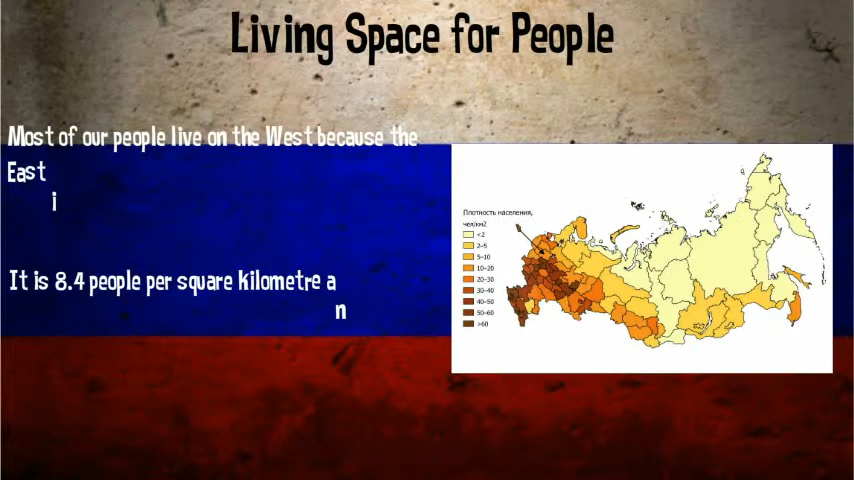 Living Space for People
Most of our people live on the West because the
East
i
It is 8.4 people per square kilometre a
n
Плотность населения,
чел/км2
<2
2-5
5-10
10-20
20-30
30-40
40-50
50-60
>60